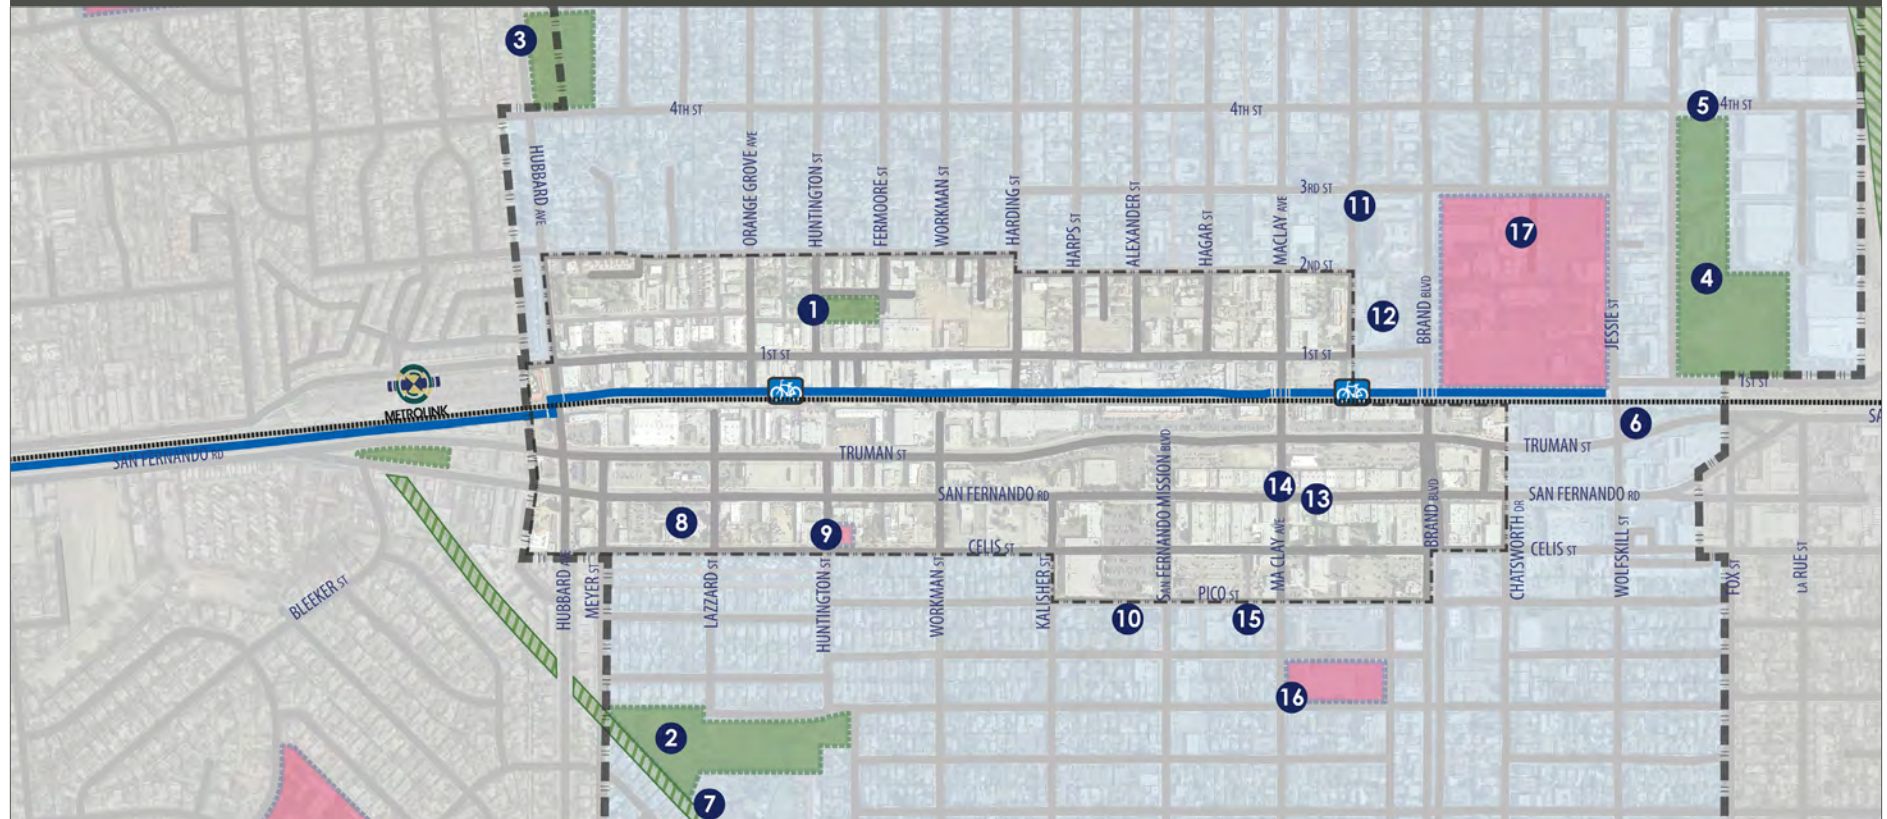 3
4TH ST
4TH ST
5
4TH ST
HUBBARD AVE
ORANGE GROVE AVE
HUNTINGTON ST
FERMOORE ST
WORKMAN ST
HARDING ST
HARPS ST
ALEXANDER ST
HAGAR ST
MACLAY AVE
3RD ST
11
17
2ND ST
4
1
12
BRAND BLVD
JESSIE ST
1ST ST
1ST ST
1ST ST
METROLINK
6
SA
SAN FERNANDO RD
TRUMAN ST
SAN FERNANDO MISSION BLVD
TRUMAN ST
14
13
SAN FERNANDO RD
BRAND BLVD
SAN FERNANDO RD
8
9
CELIS ST
MA CLAY AVE
CHATSWORTH DR
CELIS ST
WOLFSKILL ST
BLEEKER ST
HUBBARD AVE
MEYER ST
LAZZARD ST
HUNTINGTON ST
WORKMAN ST
KALISHER ST
PICO ST
FOX ST
LA RUE ST
10
15
16
2
7